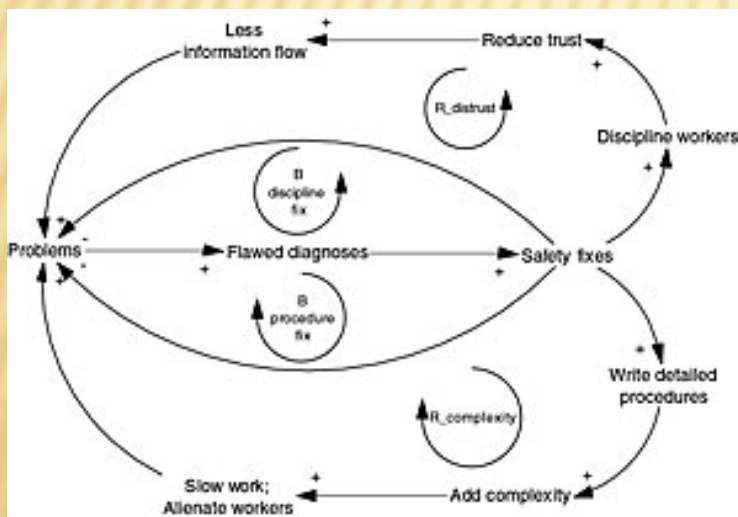 Less
information flow
Reduce trust
R_distrust
Discipline workers
B
discipline
fix
Problems
Flawed diagnoses
Safety fixes
B
procedure
fix
Write detailed
procedures
R_complexity
Slow work;
Alienate workers
Add complexity
+
+
+
+
+
-
-
+
+
+
+
+
+